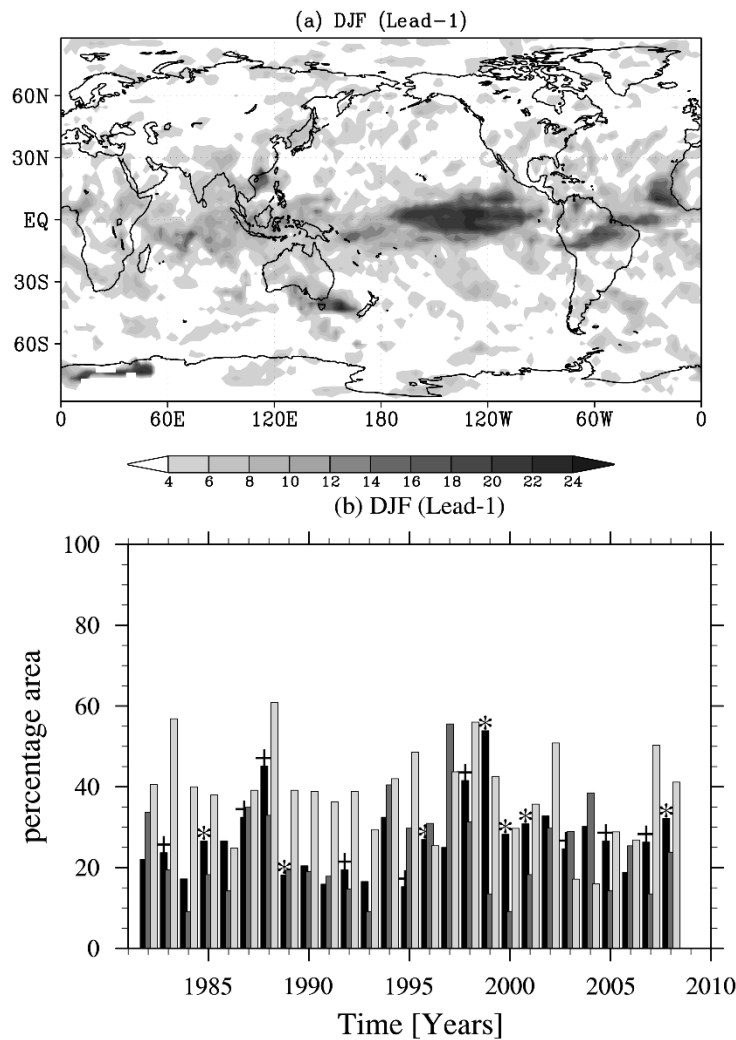 (a) DJF (Lead-1)
60N
30N
EQ
30S
60S
0 60E 120E 180 120W 60W 0
4 6 8 10 12 14 16 18 20 22 24
(b) DJF (Lead-1)
100
80
60
40
20
0
percentage area
1985 1990 1995 2000 2005 2010
Time [Years]